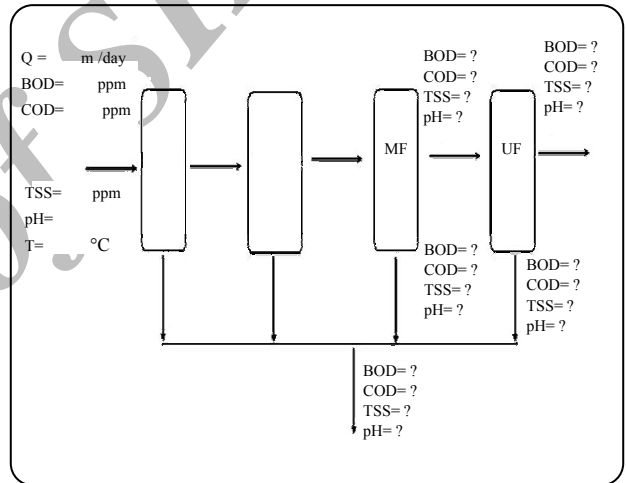 Q = m /day
BOD= ppm
COD= ppm
TSS= ppm
pH=
T= °C
BOD= ?
COD= ?
TSS= ?
pH= ?
BOD= ?
COD= ?
TSS= ?
pH= ?
MF
UF
BOD= ?
COD= ?
TSS= ?
pH= ?
BOD= ?
COD= ?
TSS= ?
pH= ?
BOD= ?
COD= ?
TSS= ?
pH= ?